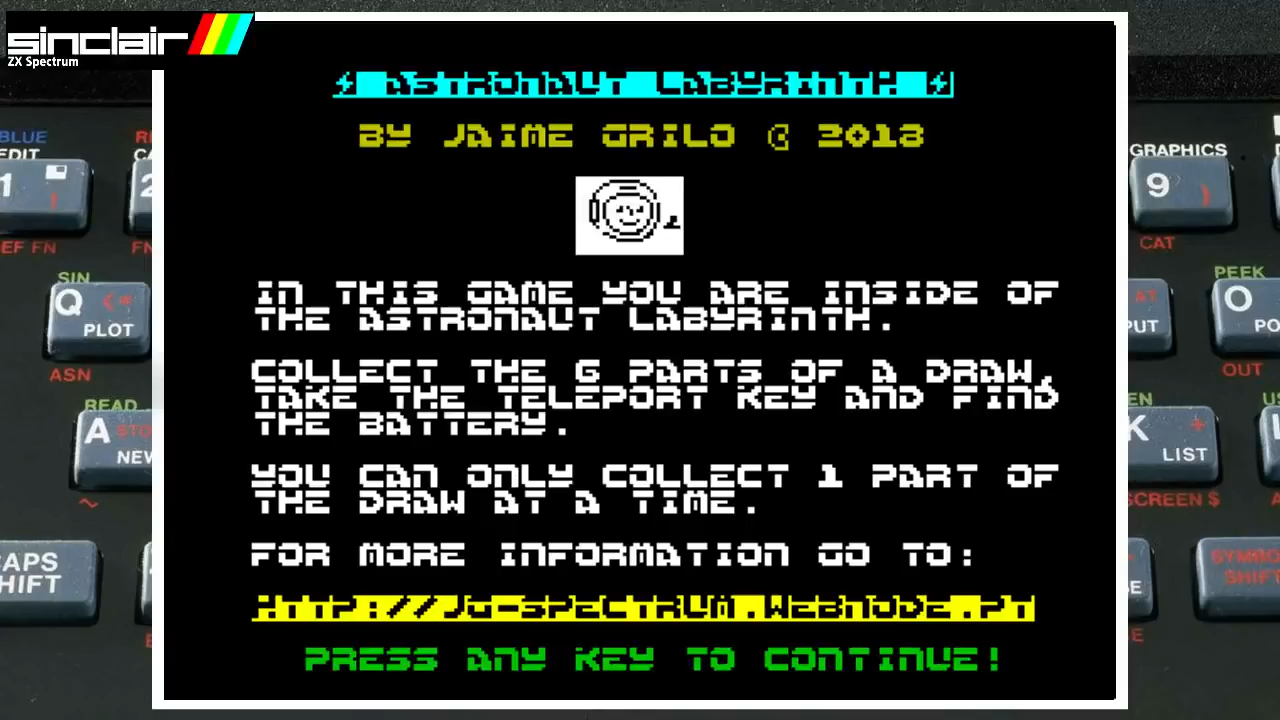 sinclair
ZX Spectrum
⚡ ASTRONAUT LABYRINTH ⚡
BY JAIME GRILO © 2018
IN THIS GAME YOU ARE INSIDE OF
THE ASTRONAUT LABYRINTH.
COLLECT THE 6 PARTS OF A DRAW,
TAKE THE TELEPORT KEY AND FIND
THE BATTERY.
YOU CAN ONLY COLLECT 1 PART OF
THE DRAW AT A TIME.
FOR MORE INFORMATION GO TO:
HTTP://JG-SPECTRUM.WEBNODE.PT
PRESS ANY KEY TO CONTINUE!
BLUE
EDIT
1 !
DEF FN
SIN
Q <=
PLOT
ASN
READ
A
NEW
~
CAPS
SHIFT
GRAPHICS
9 )
CAT
PEEK
O
OUT
AT
K +
LIST
SCREEN $
SYMBOL
SHIFT